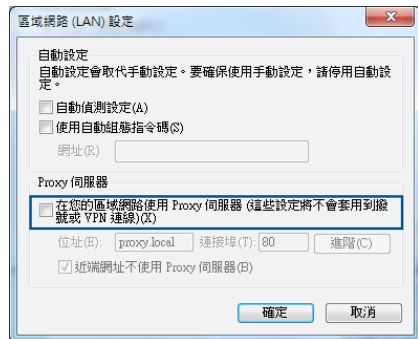 區域網路 (LAN) 設定
自動設定
自動設定會取代手動設定。要確保使用手動設定，請停用自動設
定。
自動偵測設定(A)
使用自動組態指令碼(S)
網址(R)
Proxy 伺服器
在您的區域網路使用 Proxy 伺服器 (這些設定將不會套用到撥
號或 VPN 連線)(X)
位址(E): proxy.local 連接埠(T): 80 進階(C)
近端網址不使用 Proxy 伺服器(B)
確定 取消